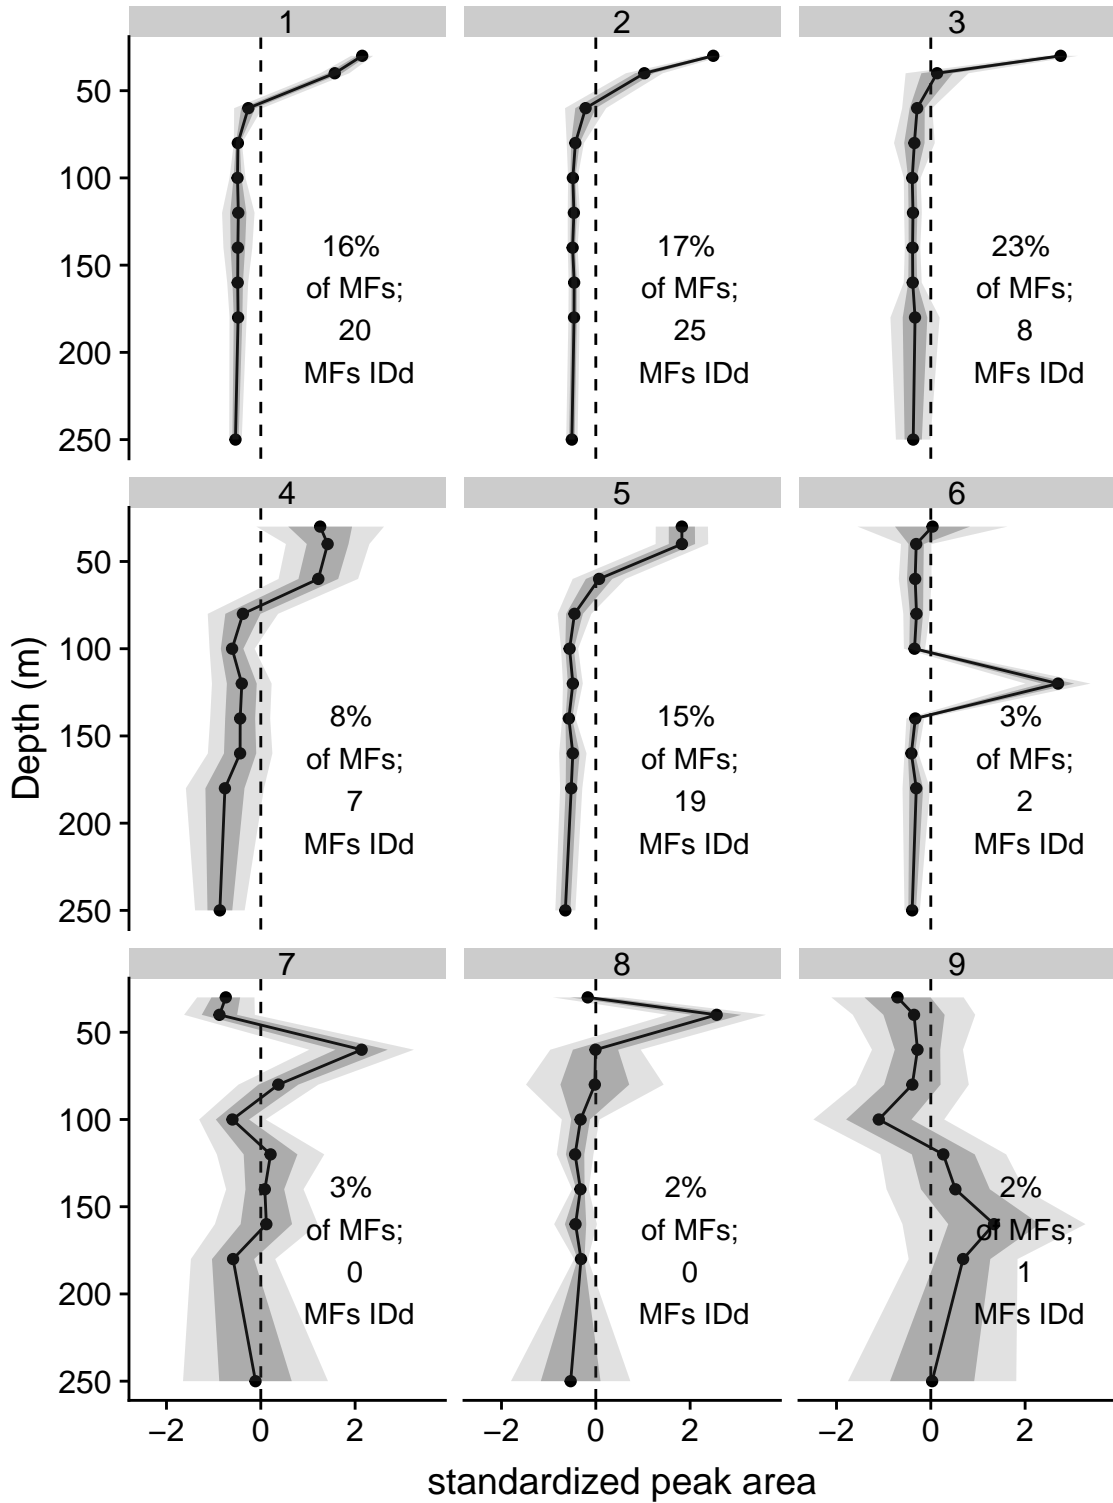 1
2
3
50
100
150
200
250
16%
of MFs;
20
MFs IDd
17%
of MFs;
25
MFs IDd
23%
of MFs;
8
MFs IDd
4
5
6
50
100
150
200
250
8%
of MFs;
7
MFs IDd
15%
of MFs;
19
MFs IDd
3%
of MFs;
2
MFs IDd
Depth (m)
7
8
9
50
100
150
200
250
3%
of MFs;
0
MFs IDd
2%
of MFs;
0
MFs IDd
2%
of MFs;
1
MFs IDd
−2 0 2
−2 0 2
−2 0 2
standardized peak area